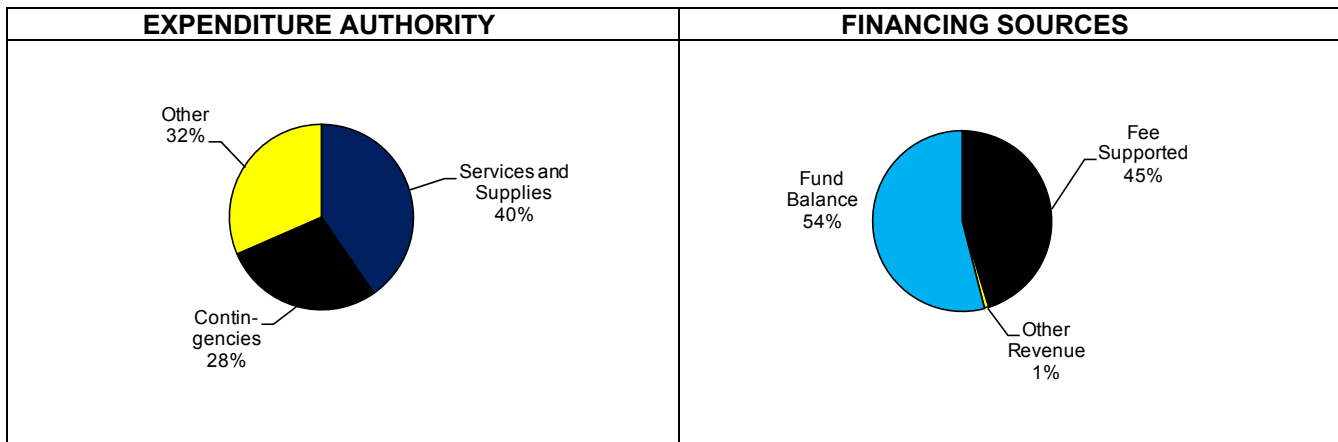 EXPENDITURE AUTHORITY
Other
32%
Services and
Supplies
40%
Contin-
gencies
28%
FINANCING SOURCES
Fee
Supported
45%
Fund
Balance
54%
Other
Revenue
1%